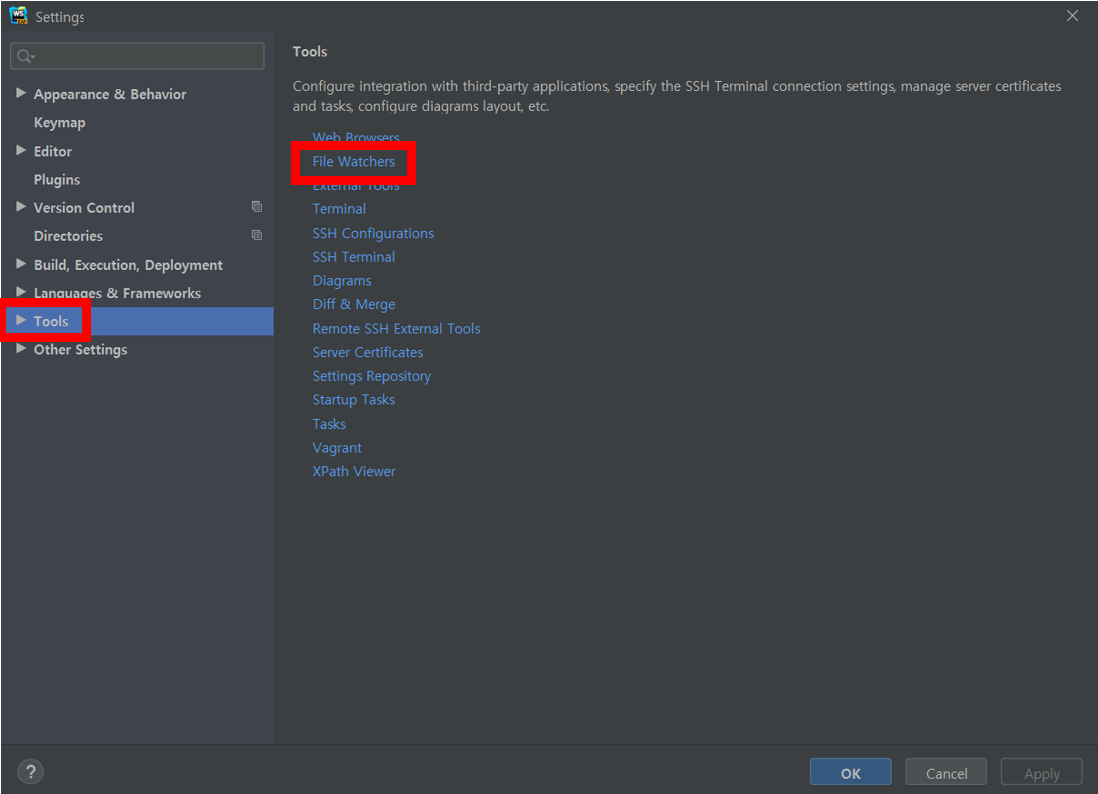 WS
Settings
Appearance & Behavior
Keymap
Editor
Plugins
Version Control
Directories
Build, Execution, Deployment
Languages & Frameworks
Tools
Other Settings
Tools
Configure integration with third-party applications, specify the SSH Terminal connection settings, manage server certificates
and tasks, configure diagrams layout, etc.
Web Browsers
File Watchers
External Tools
Terminal
SSH Configurations
SSH Terminal
Diagrams
Diff & Merge
Remote SSH External Tools
Server Certificates
Settings Repository
Startup Tasks
Tasks
Vagrant
XPath Viewer
?
OK
Cancel
Apply